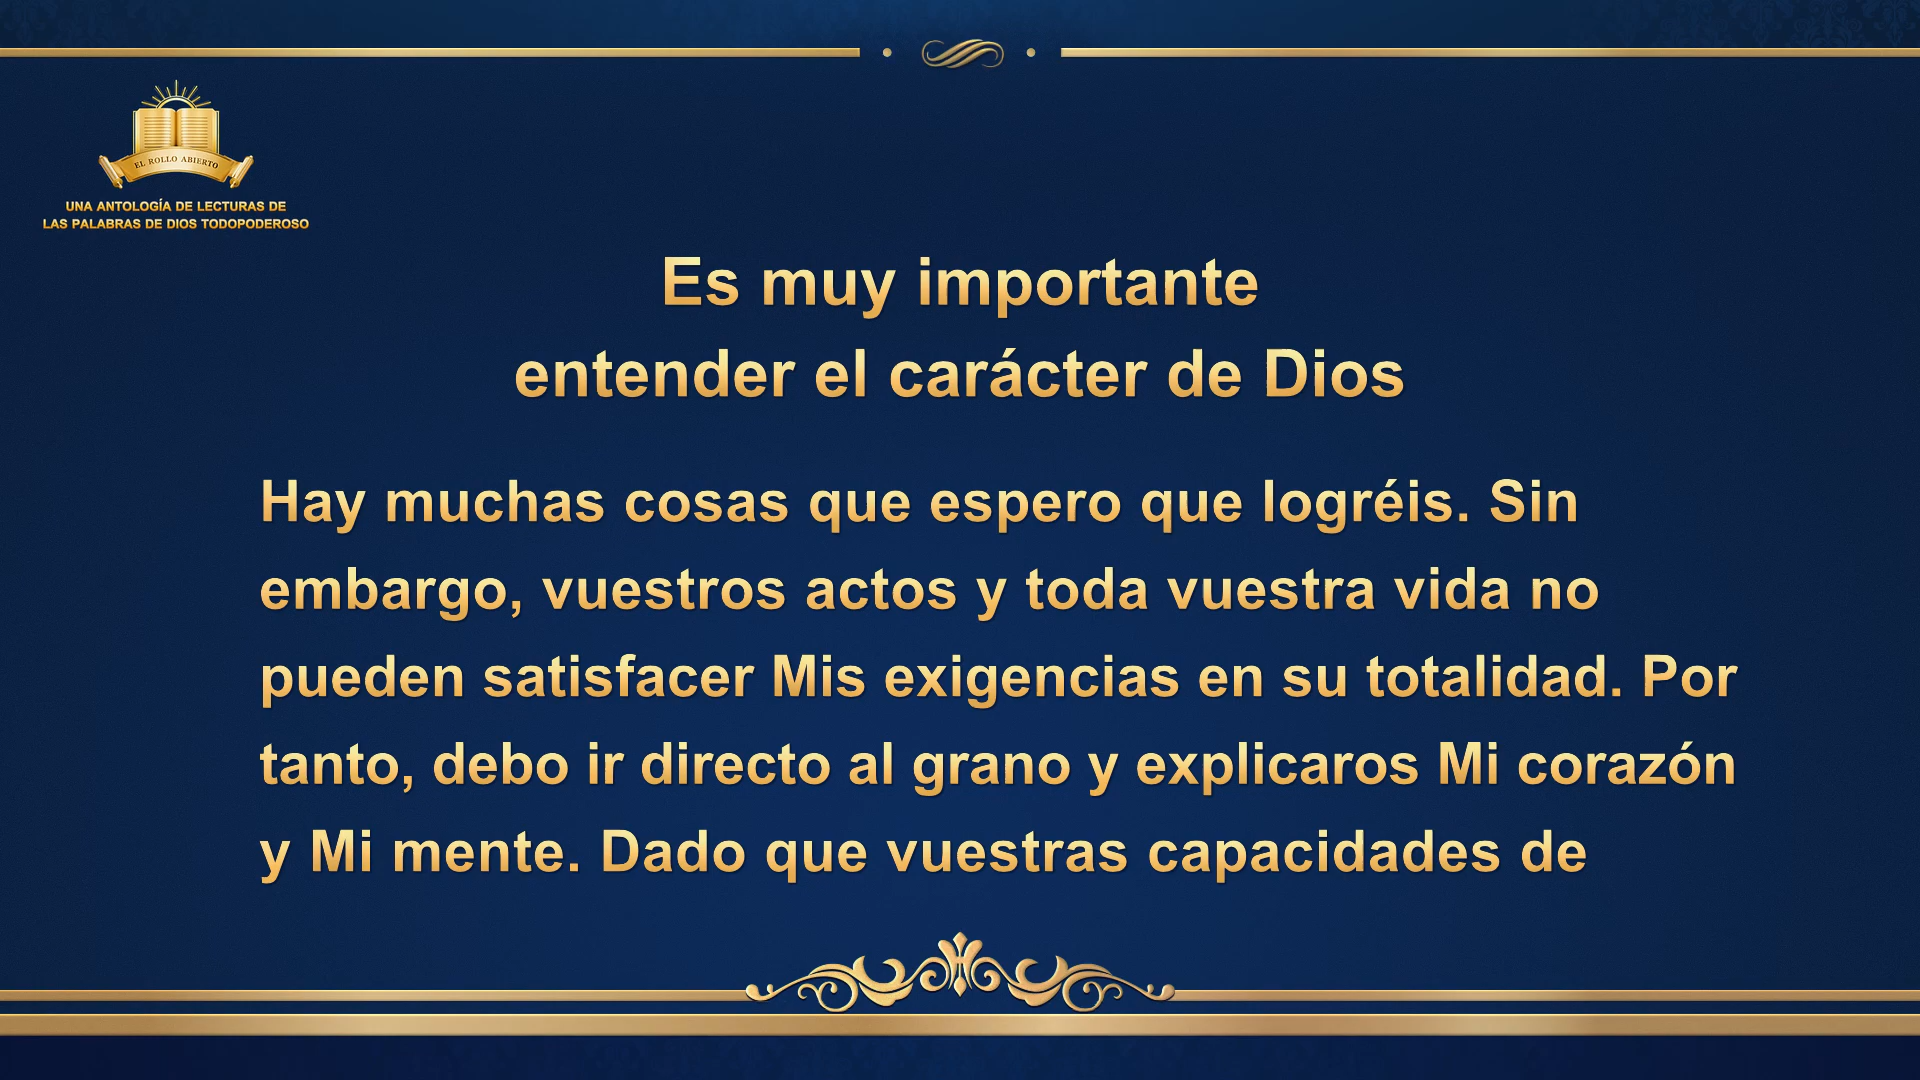 EL ROLLO ABIERTO
UNA ANTOLOGÍA DE LECTURAS DE
LAS PALABRAS DE DIOS TODOPODEROSO
Es muy importante
entender el carácter de Dios
Hay muchas cosas que espero que logréis. Sin
embargo, vuestros actos y toda vuestra vida no
pueden satisfacer Mis exigencias en su totalidad. Por
tanto, debo ir directo al grano y explicaros Mi corazón
y Mi mente. Dado que vuestras capacidades de